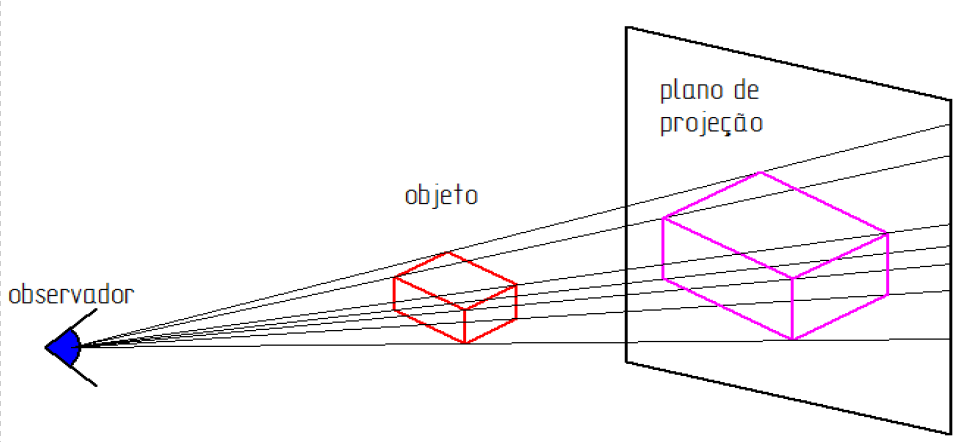 plano de
projeção
objeto
observador